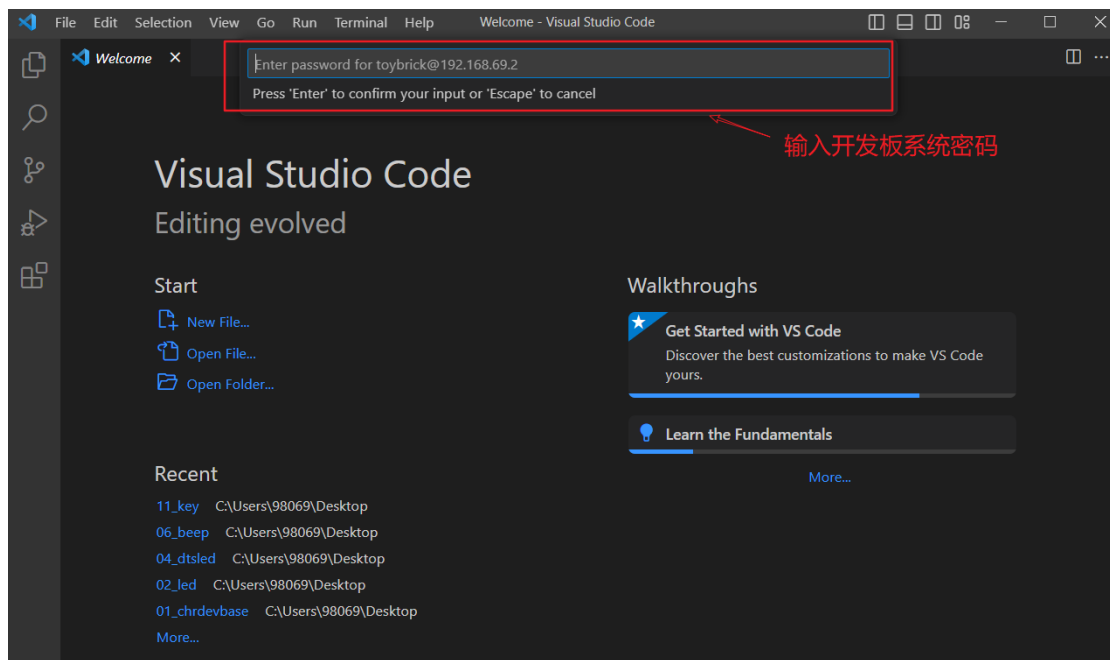 File Edit Selection View Go Run Terminal Help Welcome - Visual Studio Code
Welcome
Enter password for toybrick@192.168.69.2
Press 'Enter' to confirm your input or 'Escape' to cancel
输入开发板系统密码
Visual Studio Code
Editing evolved
Start
New File...
Open File...
Open Folder...
Recent
11_key C:\Users\98069\Desktop
06_beep C:\Users\98069\Desktop
04_dtsled C:\Users\98069\Desktop
02_led C:\Users\98069\Desktop
01_chrdevbase C:\Users\98069\Desktop
More...
Walkthroughs
Get Started with VS Code
Discover the best customizations to make VS Code
yours.
Learn the Fundamentals
More...